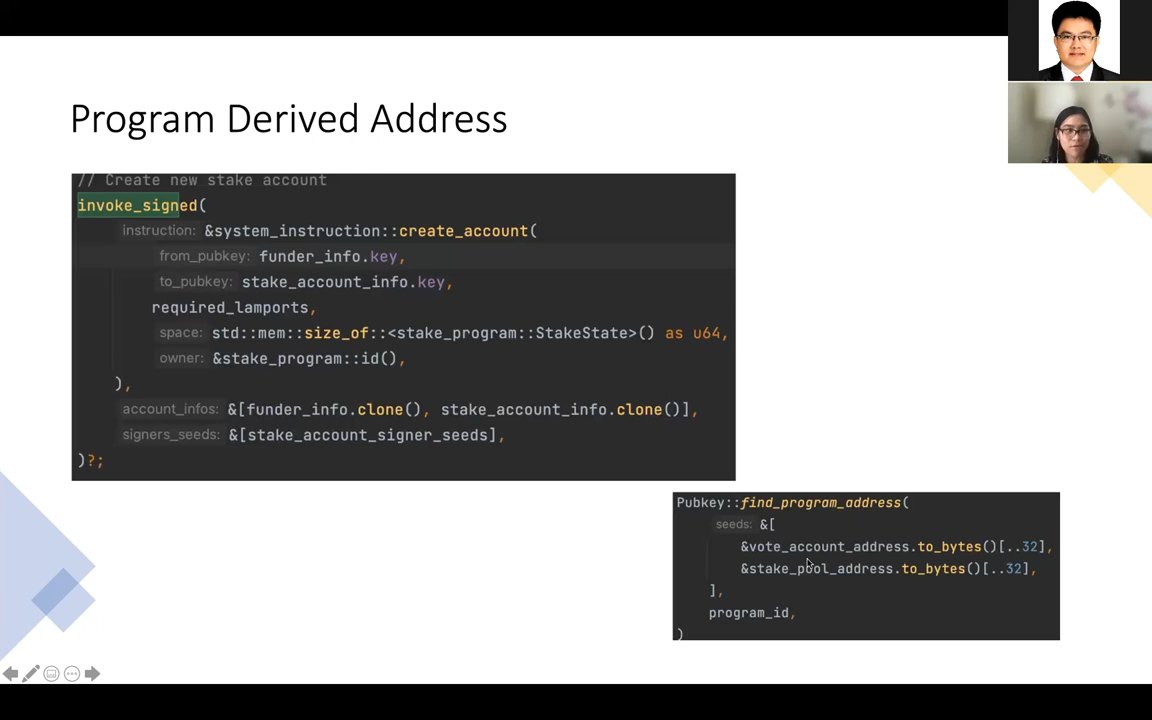 Program Derived Address
// Create new stake account
invoke_signed(
instruction: &system_instruction::create_account(
from_pubkey: funder_info.key,
to_pubkey: stake_account_info.key,
required_lamports,
space: std::mem::size_of::<stake_program::StakeState>() as u64,
owner: &stake_program::id(),
),
account_infos: &[funder_info.clone(), stake_account_info.clone()],
signers_seeds: &[stake_account_signer_seeds],
)?;
Pubkey::find_program_address(
seeds: &[
&vote_account_address.to_bytes()[..32],
&stake_pool_address.to_bytes()[..32],
],
program_id,
)